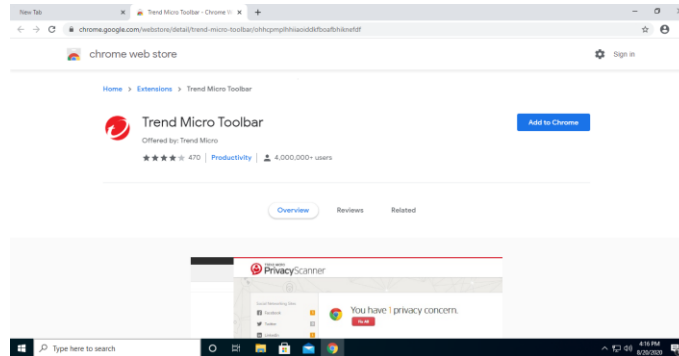 New Tab
Trend Micro Toolbar - Chrome
chrome.google.com/webstore/detail/trend-micro-toolbar/
chrome web store
Sign in
Home > Extensions > Trend Micro Toolbar
Trend Micro Toolbar
Add to Chrome
Offered by: Trend Micro
470 | Productivity | 4,000,000+ users
Overview
Reviews
Related
PrivacyScanner
Social Networking Sites
Facebook
Twitter
LinkedIn
You have 1 privacy concern.
Fix All
Type here to search
4:16 PM
8/20/2020